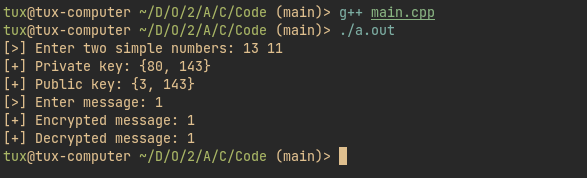 tux@tux-computer ~/D/O/2/A/C/Code (main)> g++ main.cpp
tux@tux-computer ~/D/O/2/A/C/Code (main)> ./a.out
[>] Enter two simple numbers: 13 11
[+] Private key: {80, 143}
[+] Public key: {3, 143}
[>] Enter message: 1
[+] Encrypted message: 1
[+] Decrypted message: 1
tux@tux-computer ~/D/O/2/A/C/Code (main)>